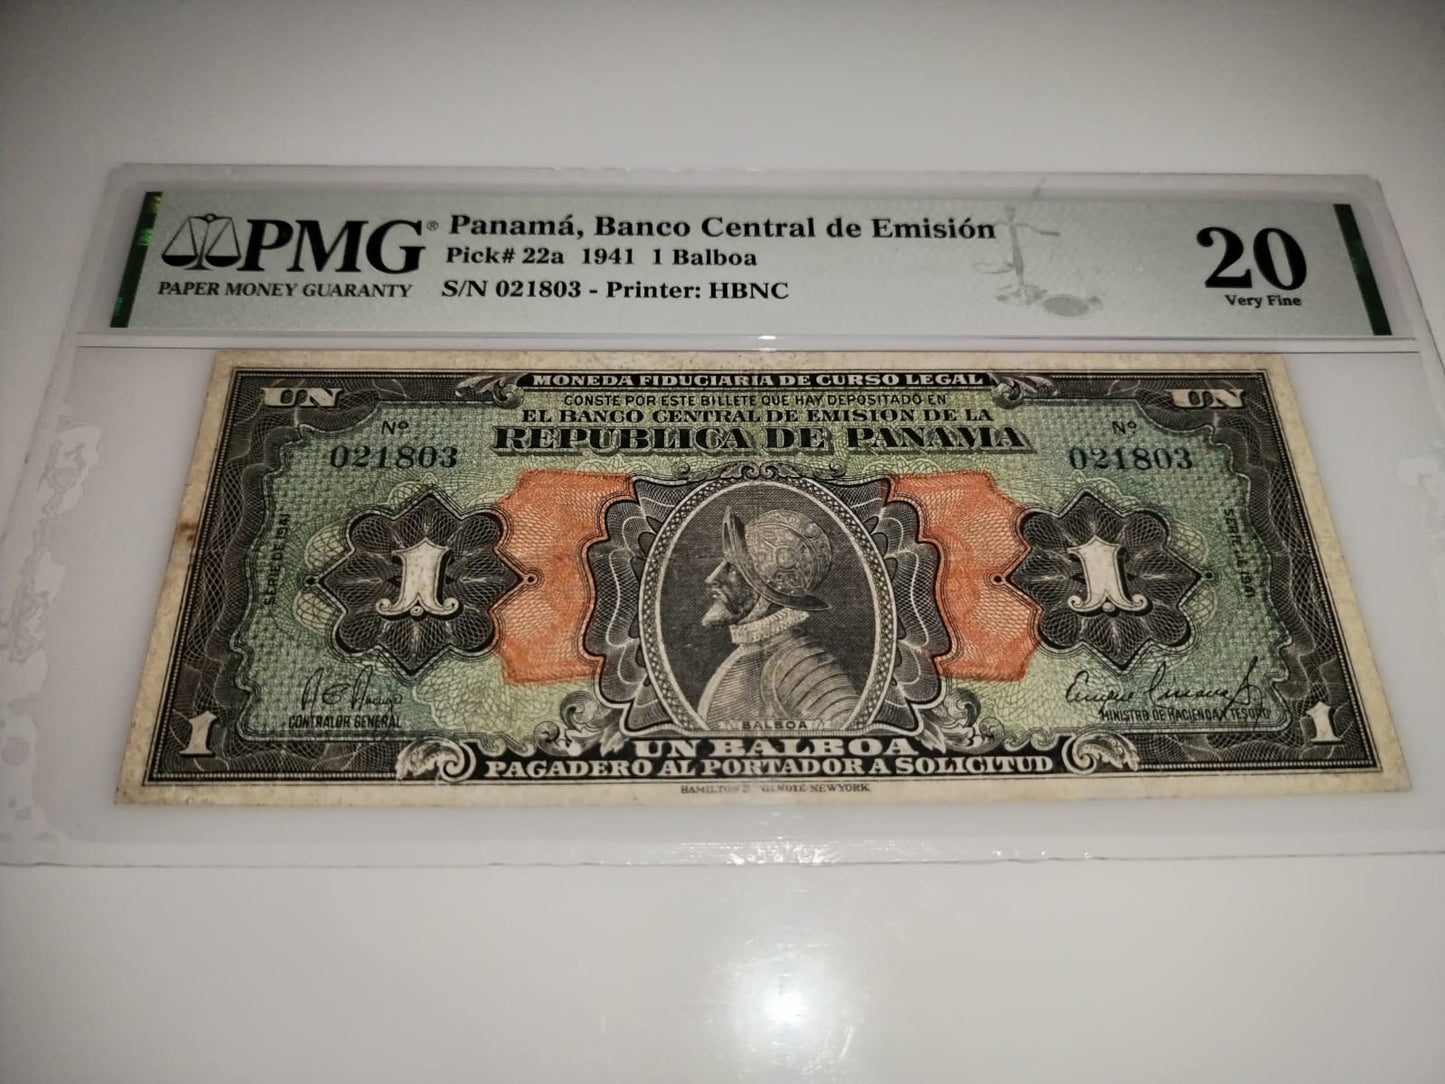 PMG®
PAPER MONEY GUARANTY
Panamá, Banco Central de Emisión
Pick# 22a 1941 1 Balboa
S/N 021803 - Printer: HBNC
20
Very Fine
UN
MONEDA FIDUCIARIA DE CURSO LEGAL
UN
CONSTE POR ESTE BILLETE QUE HAY DEPOSITADO EN
EL BANCO CENTRAL DE EMISION DE LA
REPUBLICA DE PANAMA
Nº
021803
Nº
021803
SERIE DE 1941
SERIE DE 1941
1
1
CONTRALOR GENERAL
BALBOA
MINISTRO DE HACIENDA Y TESORO
1
UN BALBOA
1
PAGADERO AL PORTADOR A SOLICITUD
HAMILTON NEW YORK